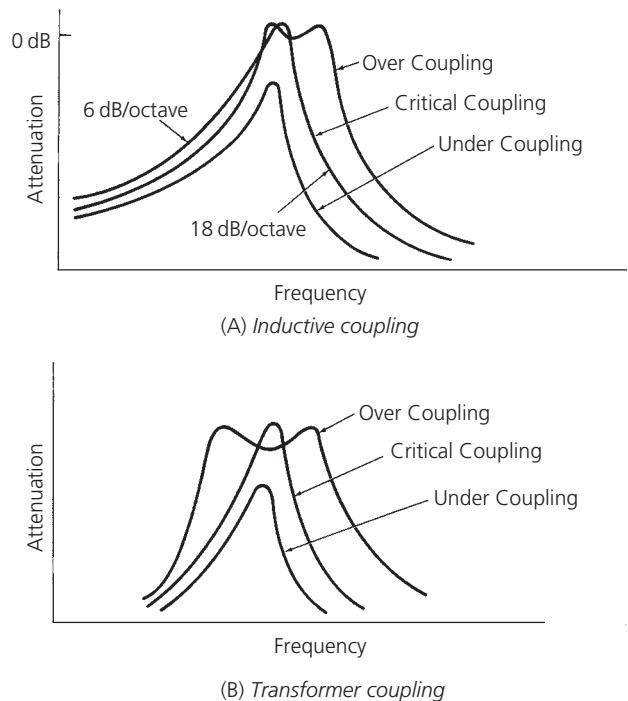 0 dB
Over Coupling
6 dB/octave
Critical Coupling
Under Coupling
18 dB/octave
Attenuation
Frequency
(A) Inductive coupling
Over Coupling
Critical Coupling
Under Coupling
Attenuation
Frequency
(B) Transformer coupling